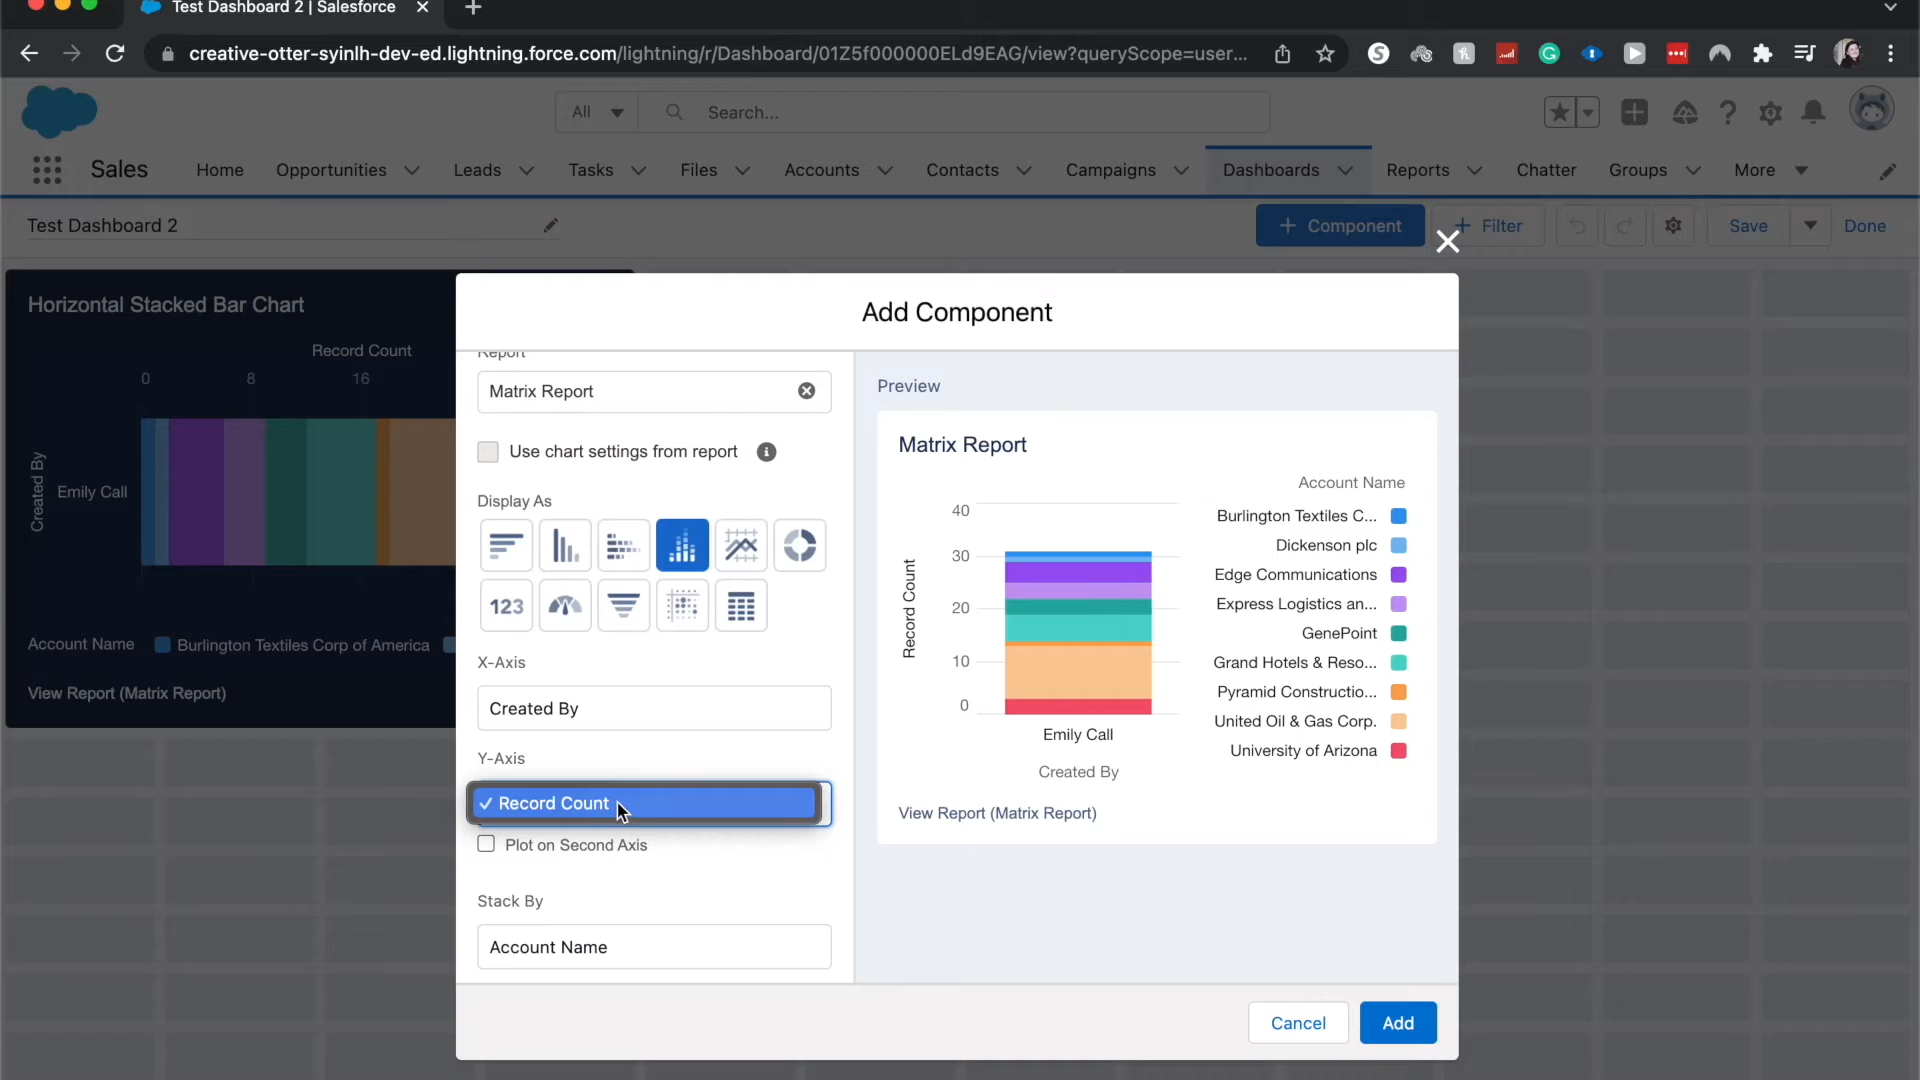 Test Dashboard 2 | Salesforce
creative-otter-syinlh-dev-ed.lightning.force.com/lightning/r/Dashboard/01Z5f000000ELd9EAG/view?queryScope=user...
All
Search...
Sales
Home
Opportunities
Leads
Tasks
Files
Accounts
Contacts
Campaigns
Dashboards
Reports
Chatter
Groups
More
Test Dashboard 2
+ Component
+ Filter
Save
Done
Horizontal Stacked Bar Chart
Record Count
0
8
16
Created By
Emily Call
Account Name
Burlington Textiles Corp of America
View Report (Matrix Report)
Add Component
Report
Matrix Report
Use chart settings from report
Display As
123
X-Axis
Created By
Y-Axis
✓ Record Count
Plot on Second Axis
Stack By
Account Name
Preview
Matrix Report
Account Name
Record Count
40
30
20
10
0
Emily Call
Created By
Burlington Textiles C...
Dickenson plc
Edge Communications
Express Logistics an...
GenePoint
Grand Hotels & Reso...
Pyramid Constructio...
United Oil & Gas Corp.
University of Arizona
View Report (Matrix Report)
Cancel
Add